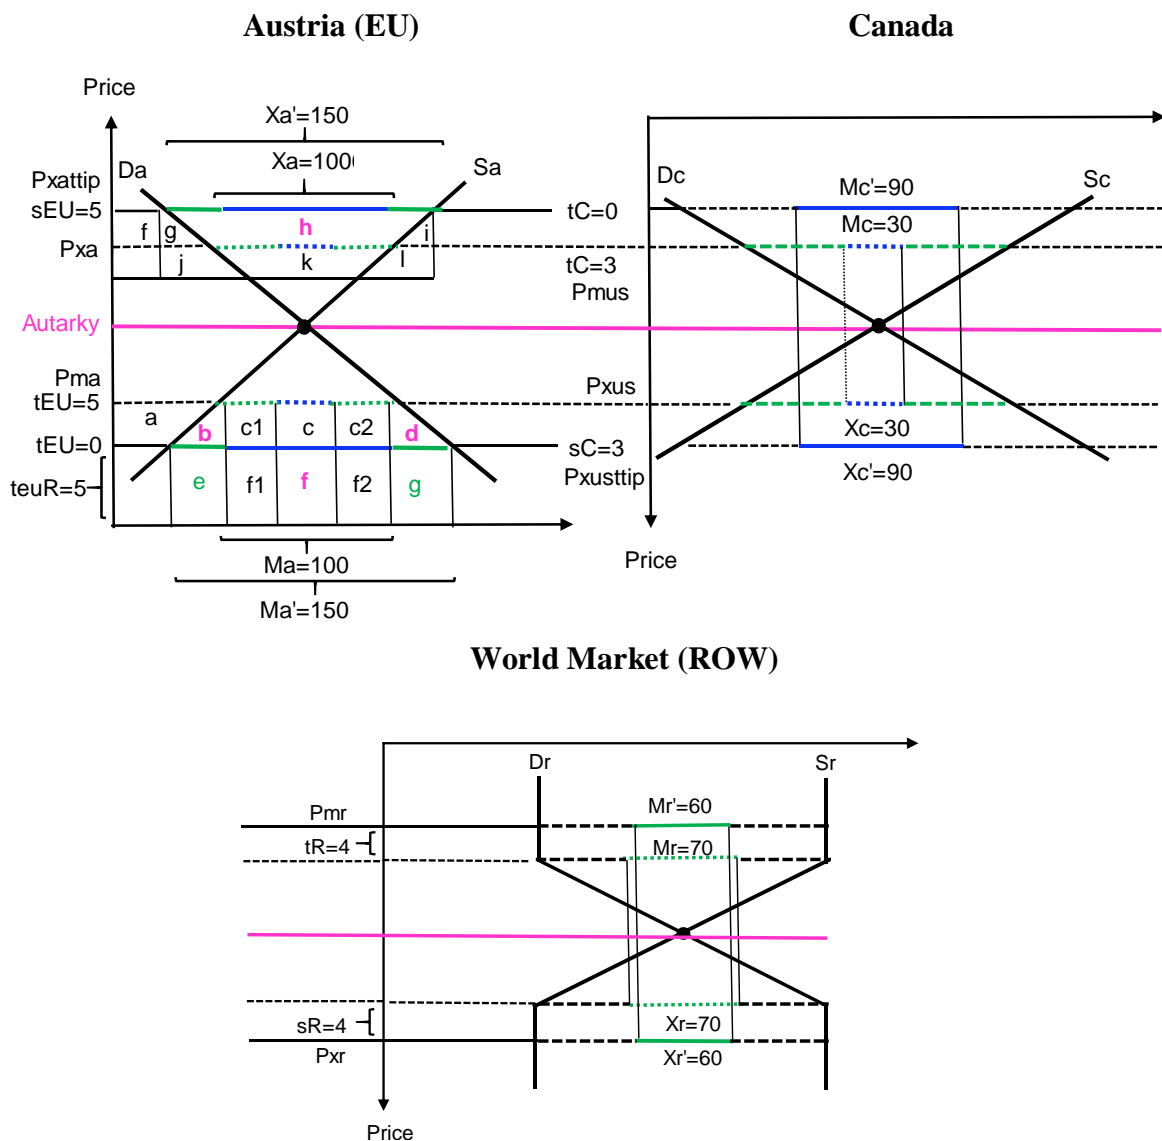 Austria (EU)
Canada
Price
Xa'=150
Xa=1000
Da
Sa
Dc
Sc
Pxattip
sEU=5
tC=0
Mc'=90
f
g
h
i
Mc=30
Pxa
j
k
l
tC=3
Pmus
Autarky
Pma
tEU=5
Pxus
a
b
c1
c
c2
d
Xc=30
tEU=0
sC=3
Pxusttip
Xc'=90
teuR=5
e
f1
f
f2
g
Ma=100
Price
Ma'=150
World Market (ROW)
Dr
Sr
Pmr
Mr'=60
tR=4
Mr=70
sR=4
Xr=70
Pxr
Xr'=60
Price